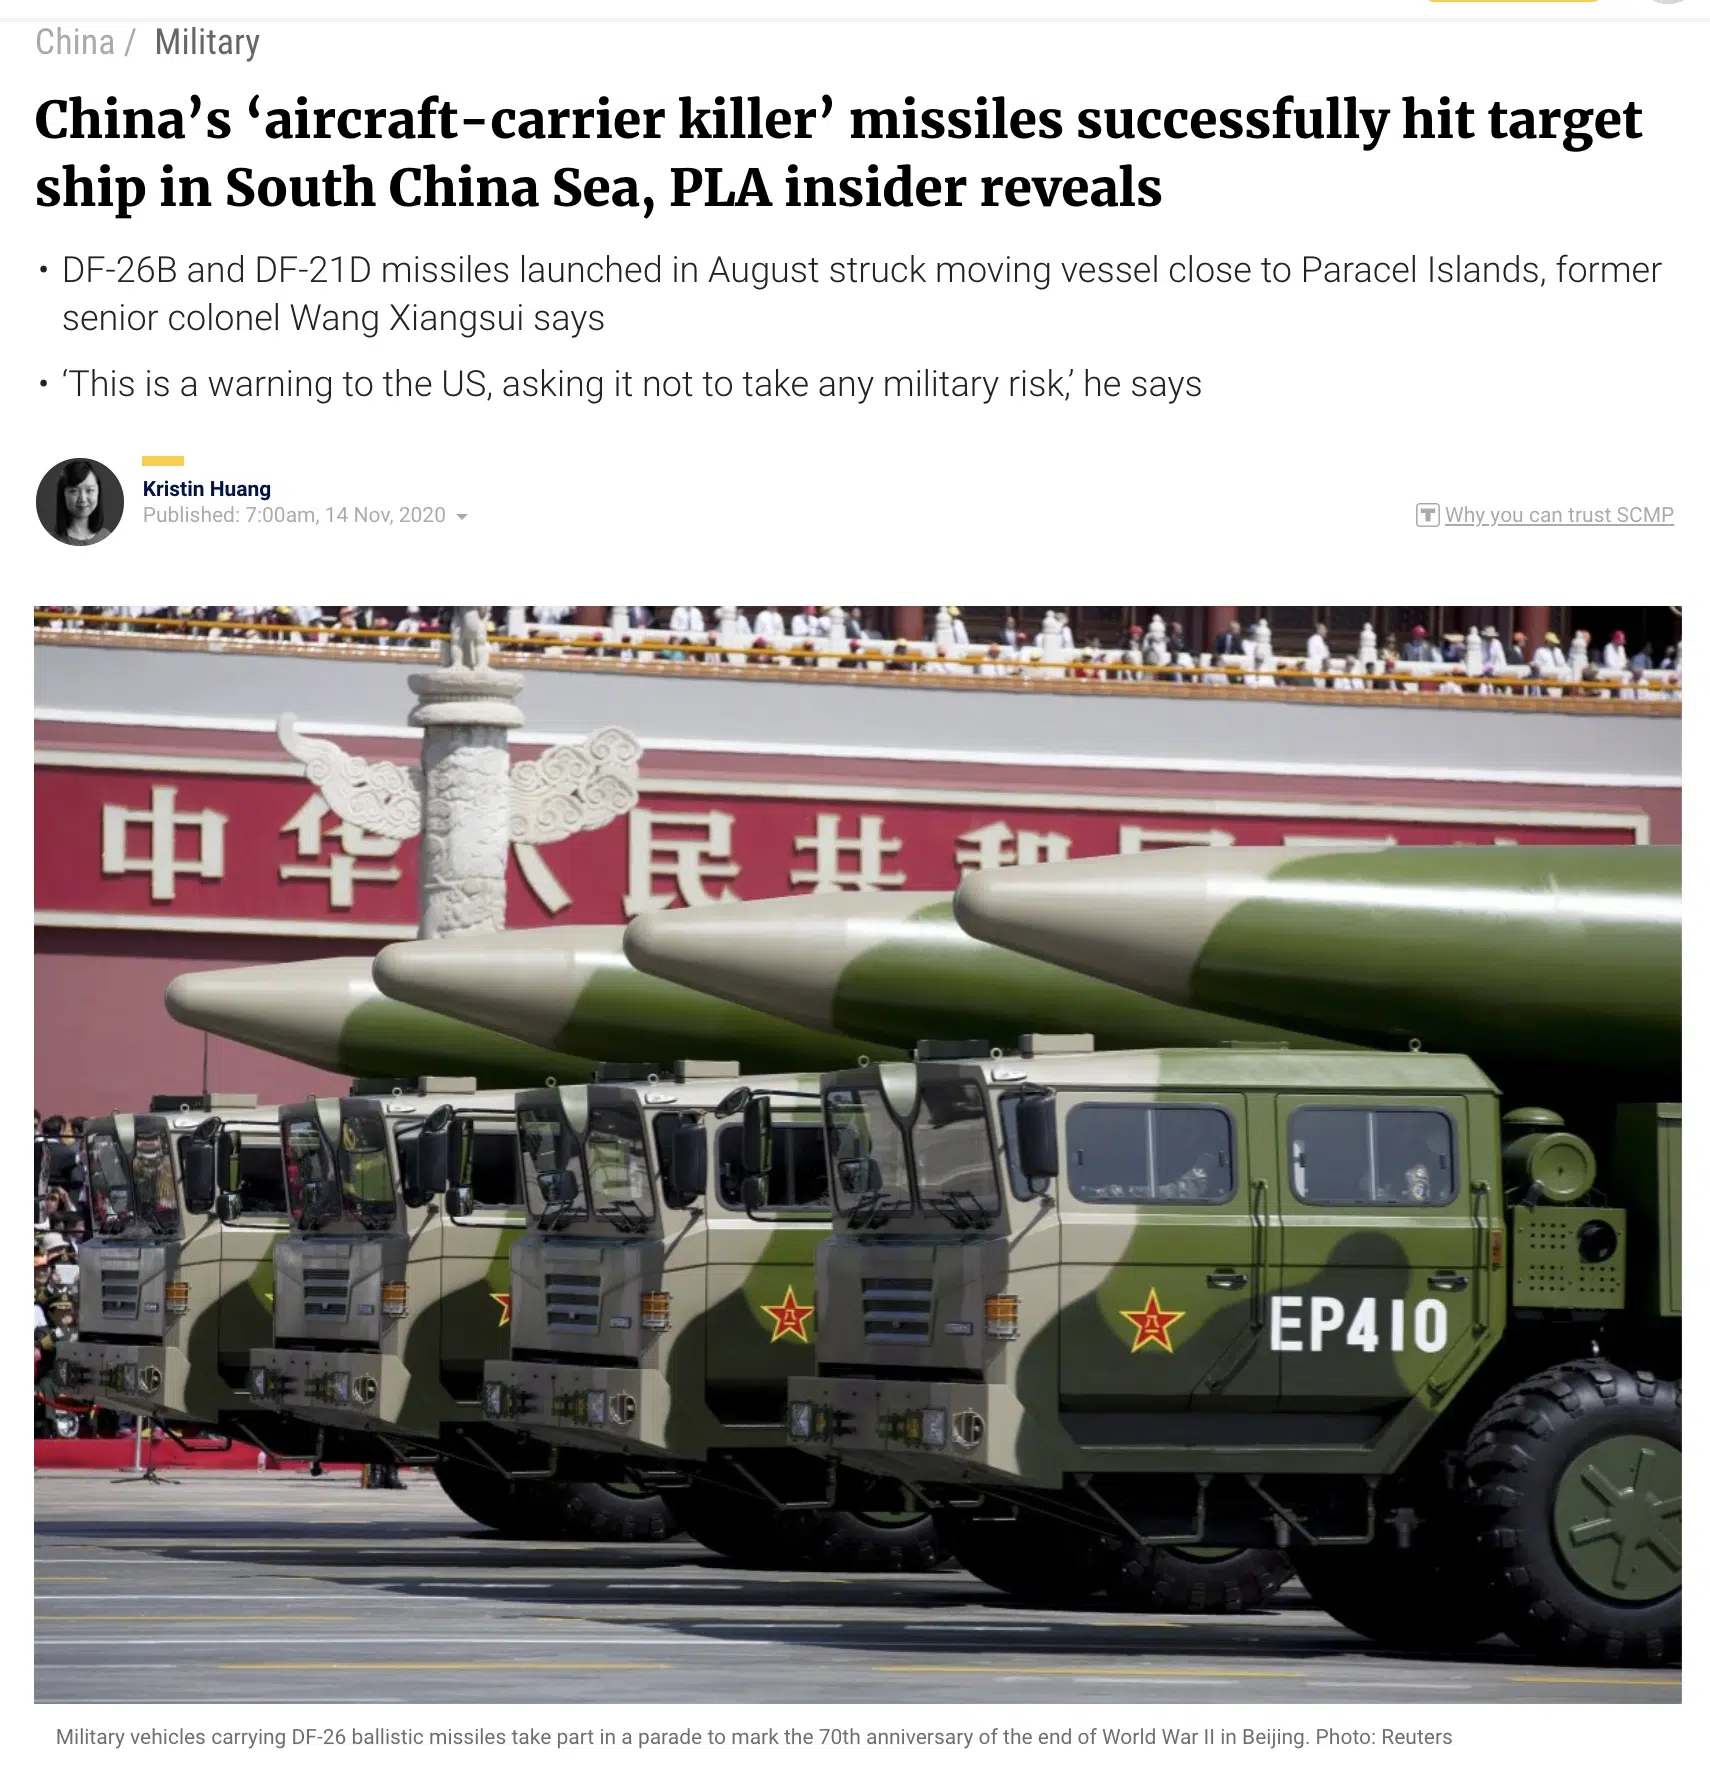 China / Military
China’s ‘aircraft-carrier killer’ missiles successfully hit target
ship in South China Sea, PLA insider reveals
• DF-26B and DF-21D missiles launched in August struck moving vessel close to Paracel Islands, former
senior colonel Wang Xiangsui says
• ‘This is a warning to the US, asking it not to take any military risk,’ he says
Kristin Huang
Published: 7:00am, 14 Nov, 2020
T Why you can trust SCMP
中华人民共和
八一 八一
EP410
Military vehicles carrying DF-26 ballistic missiles take part in a parade to mark the 70th anniversary of the end of World War II in Beijing. Photo: Reuters